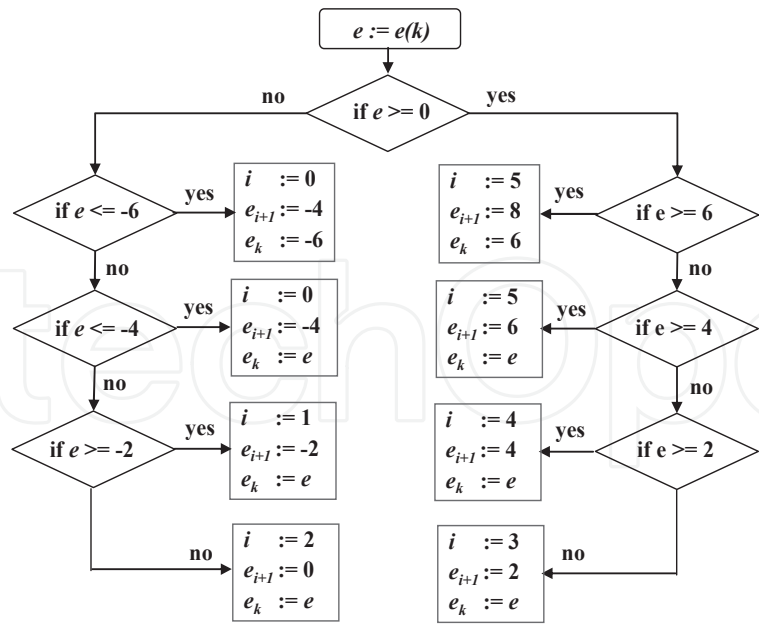 e := e(k)
no
yes
if e >= 0
if e <= -6
yes
i := 0
e_{i+1} := -4
e_k := -6
i := 5
e_{i+1} := 8
e_k := 6
yes
if e >= 6
no
no
if e <= -4
yes
i := 0
e_{i+1} := -4
e_k := e
i := 5
e_{i+1} := 6
e_k := e
yes
if e >= 4
no
no
if e >= -2
yes
i := 1
e_{i+1} := -2
e_k := e
i := 4
e_{i+1} := 4
e_k := e
yes
if e >= 2
no
i := 2
e_{i+1} := 0
e_k := e
i := 3
e_{i+1} := 2
e_k := e
no
techOpe